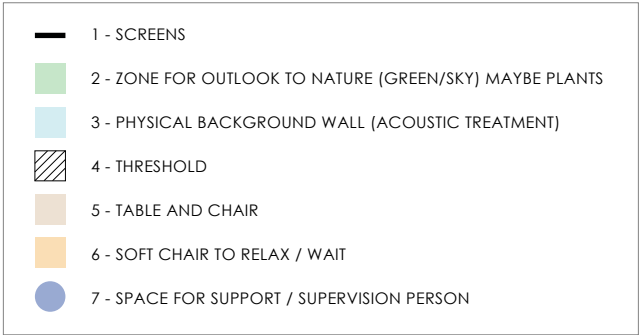 1 - SCREENS
2 - ZONE FOR OUTLOOK TO NATURE (GREEN/SKY) MAYBE PLANTS
3 - PHYSICAL BACKGROUND WALL (ACOUSTIC TREATMENT)
4 - THRESHOLD
5 - TABLE AND CHAIR
6 - SOFT CHAIR TO RELAX / WAIT
7 - SPACE FOR SUPPORT / SUPERVISION PERSON